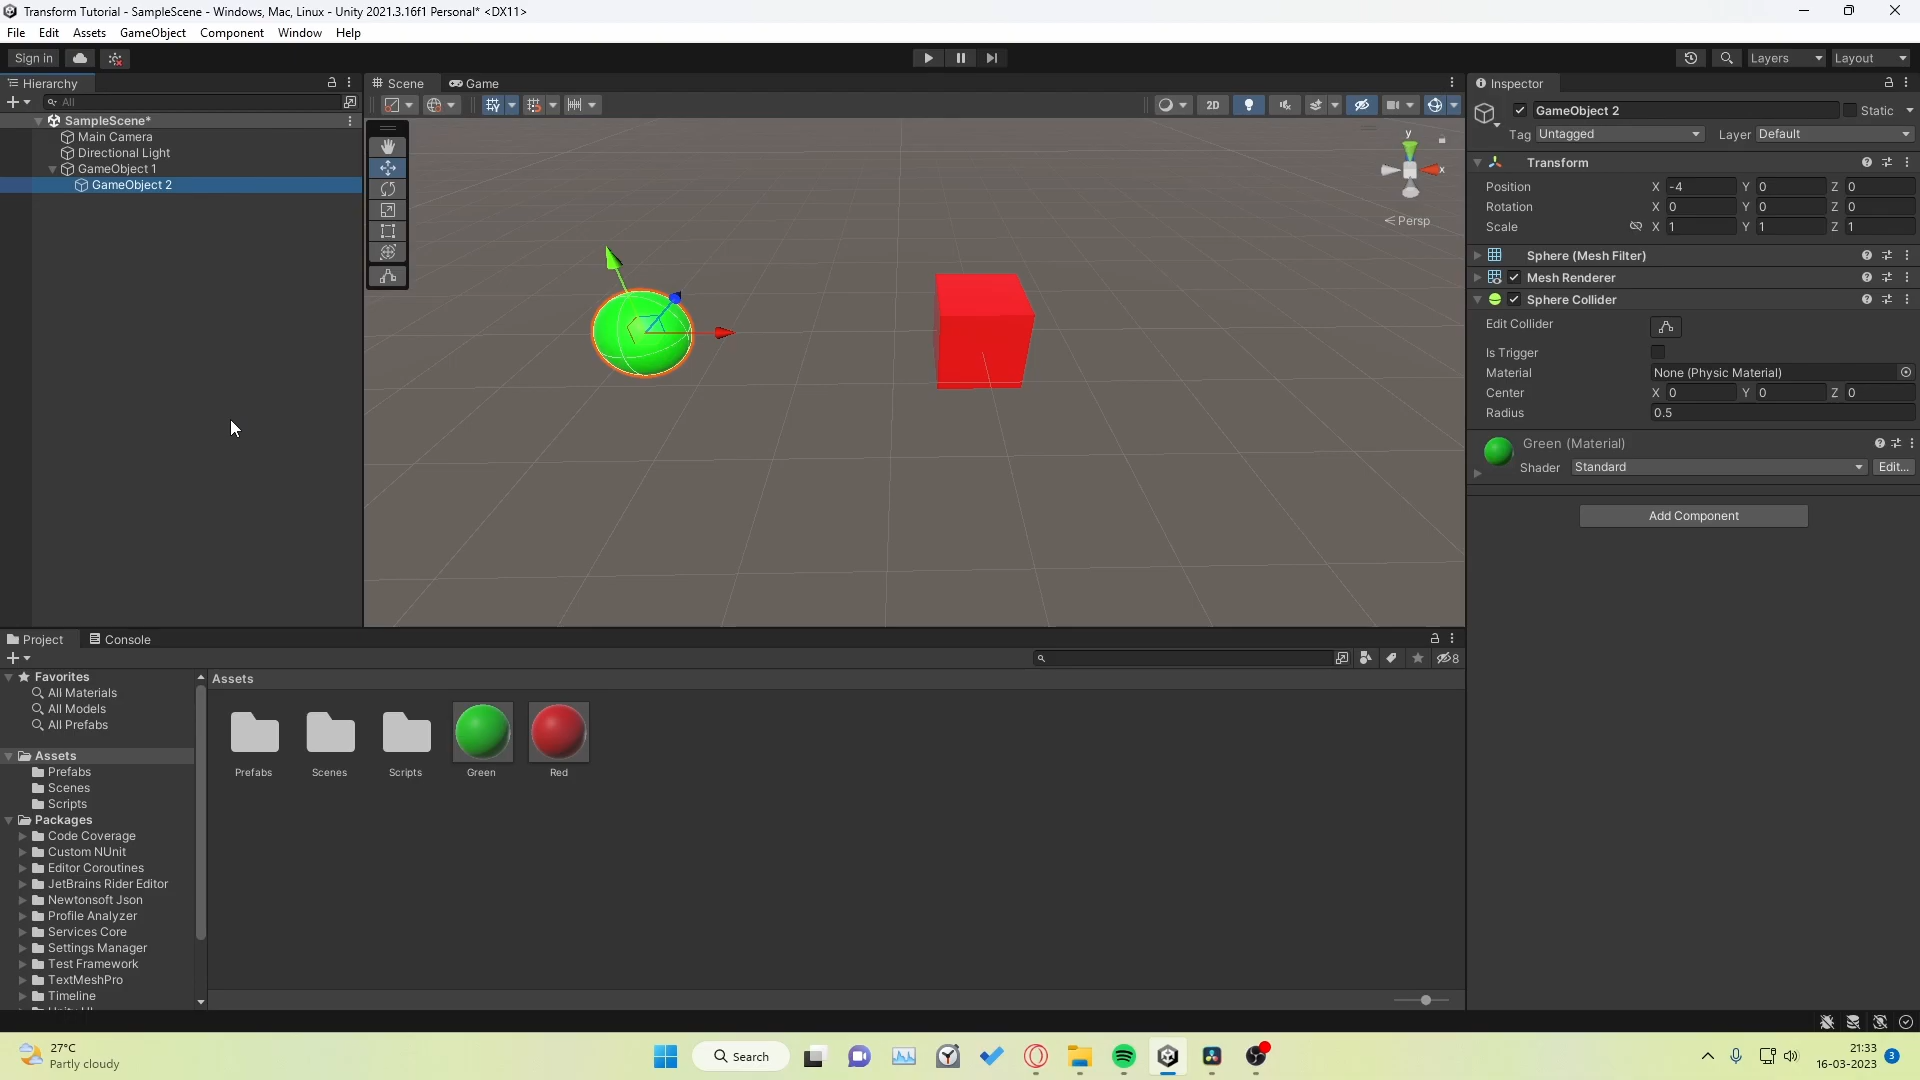 Transform Tutorial - SampleScene - Windows, Mac, Linux - Unity 2021.3.16f1 Personal* <DX11>
File Edit Assets GameObject Component Window Help
Sign in
Layers
Layout
Hierarchy
Scene
Game
Inspector
All
2D
GameObject 2
Static
SampleScene*
Tag Untagged
Layer Default
Main Camera
Directional Light
GameObject 1
GameObject 2
y
x
< Persp
Transform
Position X -4 Y 0 Z 0
Rotation X 0 Y 0 Z 0
Scale X 1 Y 1 Z 1
Sphere (Mesh Filter)
Mesh Renderer
Sphere Collider
Edit Collider
Is Trigger
Material None (Physic Material)
Center X 0 Y 0 Z 0
Radius 0.5
Green (Material)
Shader Standard Edit...
Add Component
Project
Console
8
Favorites
All Materials
All Models
All Prefabs
Assets
Prefabs
Scenes
Scripts
Packages
Code Coverage
Custom NUnit
Editor Coroutines
JetBrains Rider Editor
Newtonsoft Json
Profile Analyzer
Services Core
Settings Manager
Test Framework
TextMeshPro
Timeline
Assets
Prefabs
Scenes
Scripts
Green
Red
27°C
Partly cloudy
Search
21:33
16-03-2023
3